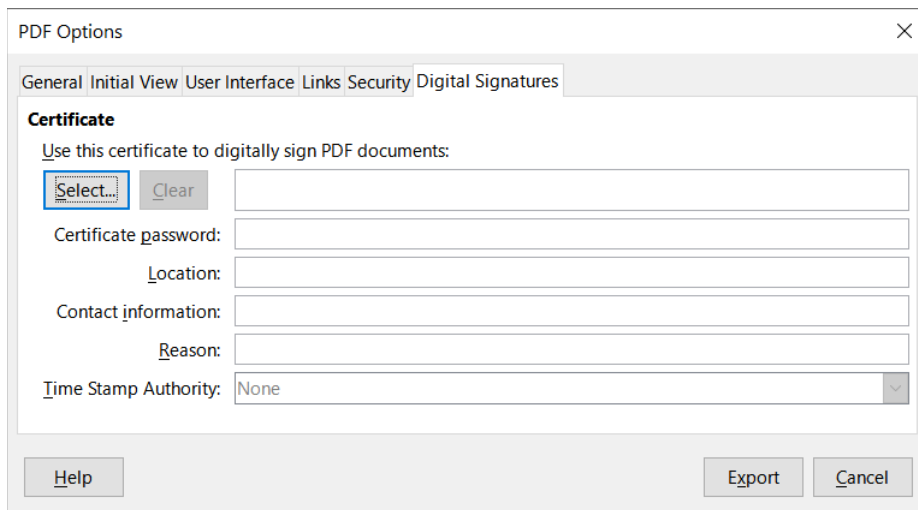 PDF Options
General Initial View User Interface Links Security Digital Signatures
Certificate
Use this certificate to digitally sign PDF documents:
Select... Clear
Certificate password:
Location:
Contact information:
Reason:
Time Stamp Authority: None
Help Export Cancel